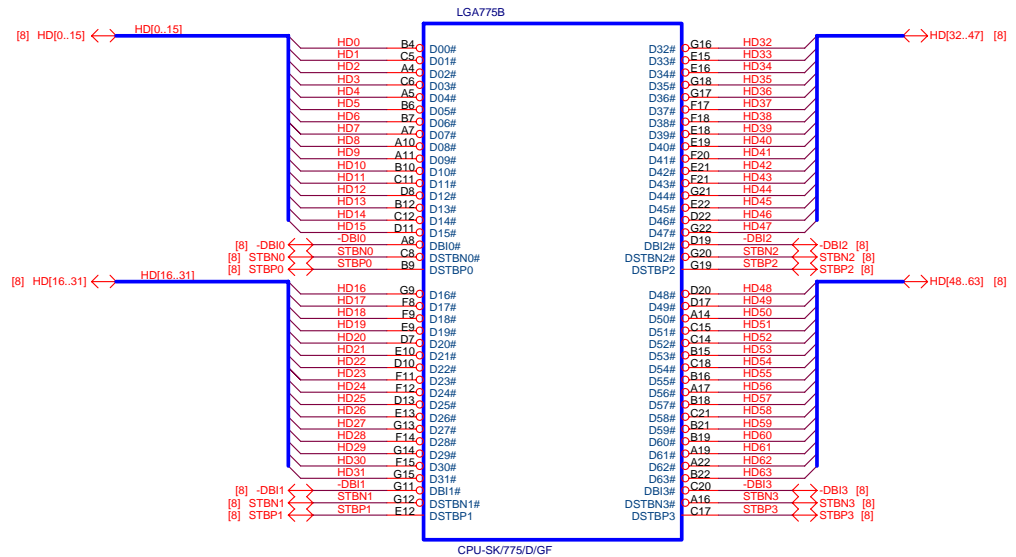 LGA775B
[8] HD[0..15] HD[0..15] HD[32..47] [8]
HD0 B4 D00# D32# G16 HD32
HD1 C5 D01# D33# E15 HD33
HD2 A4 D02# D34# E16 HD34
HD3 C6 D03# D35# G18 HD35
HD4 A5 D04# D36# G17 HD36
HD5 B6 D05# D37# F17 HD37
HD6 B7 D06# D38# F18 HD38
HD7 A7 D07# D39# E18 HD39
HD8 A10 D08# D40# E19 HD40
HD9 A11 D09# D41# F20 HD41
HD10 B10 D10# D42# E21 HD42
HD11 C11 D11# D43# F21 HD43
HD12 D8 D12# D44# G21 HD44
HD13 B12 D13# D45# E22 HD45
HD14 C12 D14# D46# D22 HD46
HD15 D11 D15# D47# G22 HD47
[8] -DBI0 -DBI0 A8 DBI0# DBI2# D19 -DBI2 -DBI2 [8]
[8] STBN0 STBN0 C8 DSTBN0# DSTBN2# G20 STBN2 STBN2 [8]
[8] STBP0 STBP0 B9 DSTBP0 DSTBP2 G19 STBP2 STBP2 [8]
[8] HD[16..31] HD[16..31] HD[48..63] [8]
HD16 G9 D16# D48# D20 HD48
HD17 F8 D17# D49# D17 HD49
HD18 F9 D18# D50# A14 HD50
HD19 E9 D19# D51# C15 HD51
HD20 D7 D20# D52# C14 HD52
HD21 E10 D21# D53# B15 HD53
HD22 D10 D22# D54# C18 HD54
HD23 F11 D23# D55# B16 HD55
HD24 F12 D24# D56# A17 HD56
HD25 D13 D25# D57# B18 HD57
HD26 E13 D26# D58# C21 HD58
HD27 G13 D27# D59# B21 HD59
HD28 F14 D28# D60# B19 HD60
HD29 G14 D29# D61# A19 HD61
HD30 F15 D30# D62# A22 HD62
HD31 G15 D31# D63# B22 HD63
[8] -DBI1 -DBI1 G11 DBI1# DBI3# C20 -DBI3 -DBI3 [8]
[8] STBN1 STBN1 G12 DSTBN1# DSTBN3# A16 STBN3 STBN3 [8]
[8] STBP1 STBP1 E12 DSTBP1 DSTBP3 C17 STBP3 STBP3 [8]
CPU-SK/775/D/GF